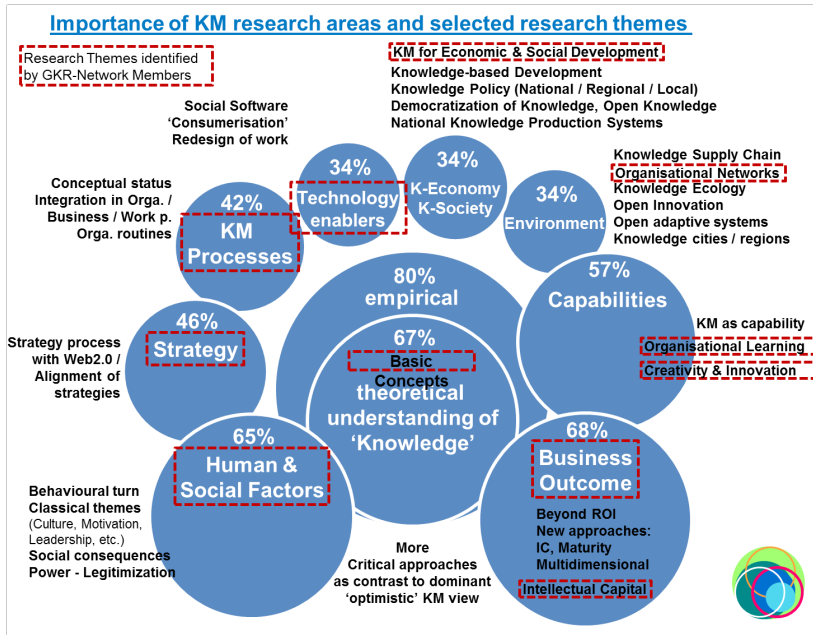 Importance of KM research areas and selected research themes
Research Themes identified
by GKR-Network Members
KM for Economic & Social Development
Knowledge-based Development
Knowledge Policy (National / Regional / Local)
Democratization of Knowledge, Open Knowledge
National Knowledge Production Systems
Social Software
‘Consumerisation’
Redesign of work
34%
Technology
enablers
34%
K-Economy
K-Society
34%
Environment
Knowledge Supply Chain
Organisational Networks
Knowledge Ecology
Open Innovation
Open adaptive systems
Knowledge cities / regions
Conceptual status
Integration in Orga. /
Business / Work p.
Orga. routines
42%
KM
Processes
80%
empirical
57%
Capabilities
KM as capability
Organisational Learning
Creativity & Innovation
46%
Strategy
Strategy process
with Web2.0 /
Alignment of
strategies
67%
Basic
Concepts
theoretical
understanding of
‘Knowledge’
65%
Human &
Social Factors
Behavioural turn
Classical themes
(Culture, Motivation,
Leadership, etc.)
Social consequences
Power - Legitimization
68%
Business
Outcome
Beyond ROI
New approaches:
IC, Maturity
Multidimensional
Intellectual Capital
More
Critical approaches
as contrast to dominant
‘optimistic’ KM view